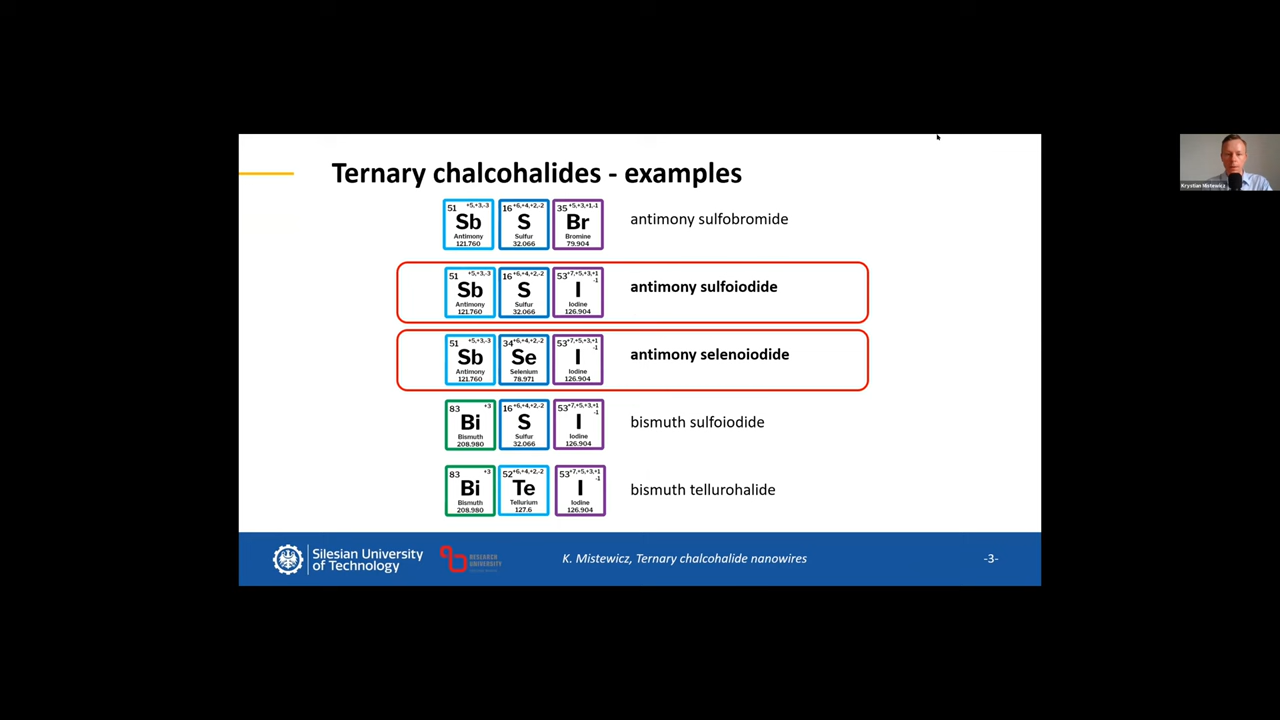 Ternary chalcohalides - examples
51 +5,+3,-3 16 +6,+4,+2,-2 35 +5,+3,+1,-1
Sb S Br antimony sulfobromide
Antimony Sulfur Bromine
121.760 32.066 79.904
51 +5,+3,-3 16 +6,+4,+2,-2 53 +7,+5,+3,+1
-1
Sb S I antimony sulfoiodide
Antimony Sulfur Iodine
121.760 32.066 126.904
51 +5,+3,-3 34 +6,+4,+2,-2 53 +7,+5,+3,+1
-1
Sb Se I antimony selenoiodide
Antimony Selenium Iodine
121.760 78.971 126.904
83 +3 16 +6,+4,+2,-2 53 +7,+5,+3,+1
-1
Bi S I bismuth sulfoiodide
Bismuth Sulfur Iodine
208.980 32.066 126.904
83 +3 52 +6,+4,+2,-2 53 +7,+5,+3,+1
-1
Bi Te I bismuth tellurohalide
Bismuth Tellurium Iodine
208.980 127.6 126.904
Silesian University
of Technology
RESEARCH
UNIVERSITY
K. Mistewicz, Ternary chalcohalide nanowires
-3-
Krystian Mistewicz